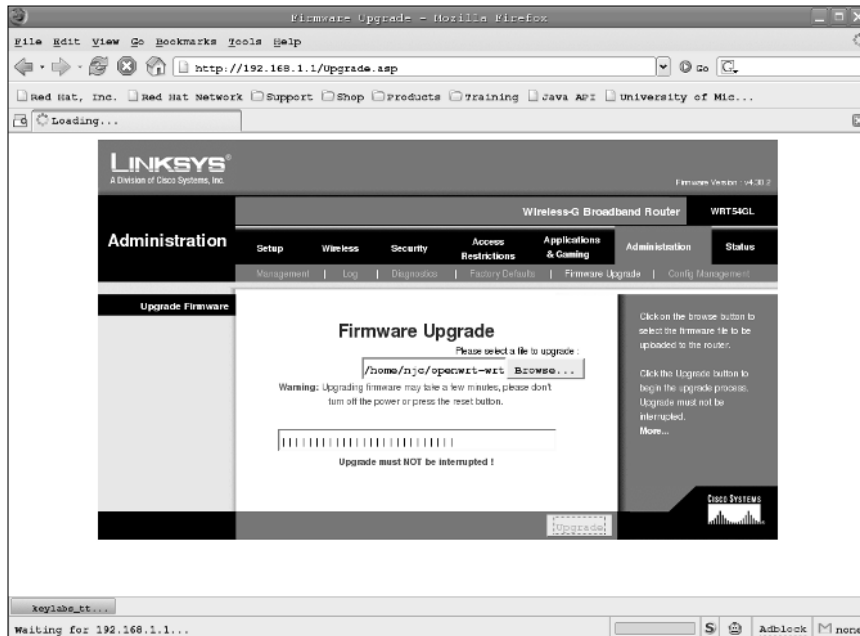 Firmware Upgrade - Mozilla Firefox
File Edit View Go Bookmarks Tools Help
http://192.168.1.1/Upgrade.asp
Go
G
Red Hat, Inc. Red Hat Network Support Shop Products Training Java API University of Mic...
Loading...
LINKSYS®
A Division of Cisco Systems, Inc.
Firmware Version : v4.30.2
Wireless-G Broadband Router WRT54GL
Administration
Setup Wireless Security Access Restrictions Applications & Gaming Administration Status
Management | Log | Diagnostics | Factory Defaults | Firmware Upgrade | Config Management
Upgrade Firmware
Firmware Upgrade
Please select a file to upgrade :
/home/njc/openwrt-wrt Browse...
Warning: Upgrading firmware may take a few minutes, please don't
turn off the power or press the reset button.
Upgrade must NOT be interrupted !
Click on the browse button to
select the firmware file to be
uploaded to the router.
Click the Upgrade button to
begin the upgrade process.
Upgrade must not be
interrupted.
More...
CISCO SYSTEMS
Upgrade
keylabs_tt...
Waiting for 192.168.1.1...
S
Adblock
none